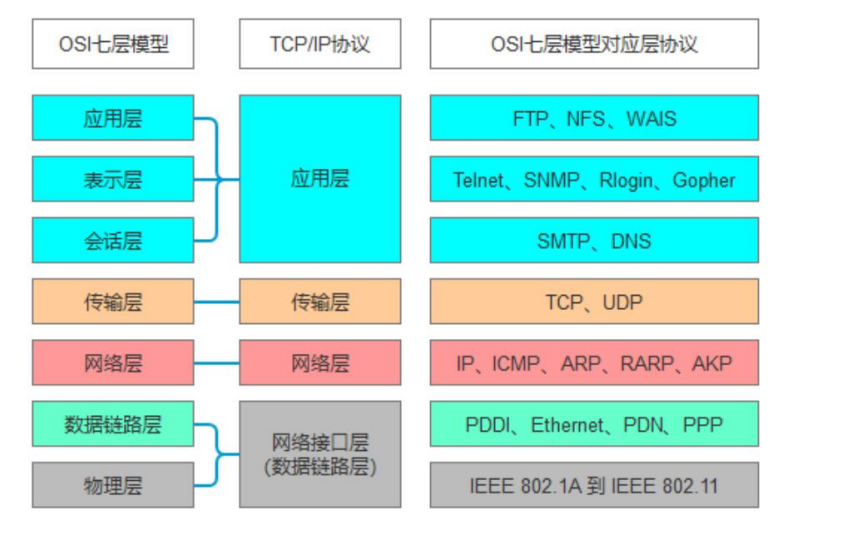 OSI七层模型 TCP/IP协议 OSI七层模型对应层协议
应用层 FTP、NFS、WAIS
表示层 应用层 Telnet、SNMP、Rlogin、Gopher
会话层 SMTP、DNS
传输层 传输层 TCP、UDP
网络层 网络层 IP、ICMP、ARP、RARP、AKP
数据链路层 PDDI、Ethernet、PDN、PPP
网络接口层
(数据链路层)
物理层 IEEE 802.1A 到 IEEE 802.11